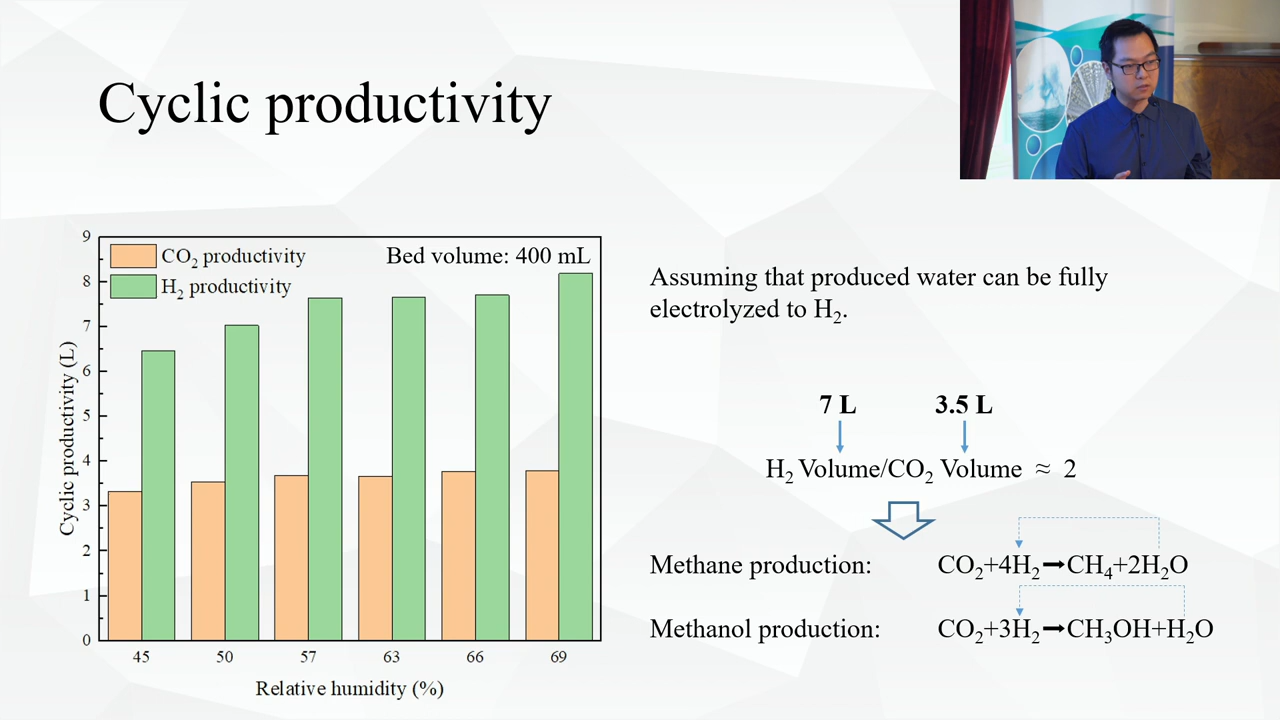 Cyclic productivity
CO₂ productivity
H₂ productivity
Bed volume: 400 mL
Cyclic productivity (L)
9
8
7
6
5
4
3
2
1
0
45 50 57 63 66 69
Relative humidity (%)
Assuming that produced water can be fully
electrolyzed to H₂.
7 L 3.5 L
H₂ Volume/CO₂ Volume ≈ 2
Methane production: CO₂+4H₂➞CH₄+2H₂O
Methanol production: CO₂+3H₂➞CH₃OH+H₂O